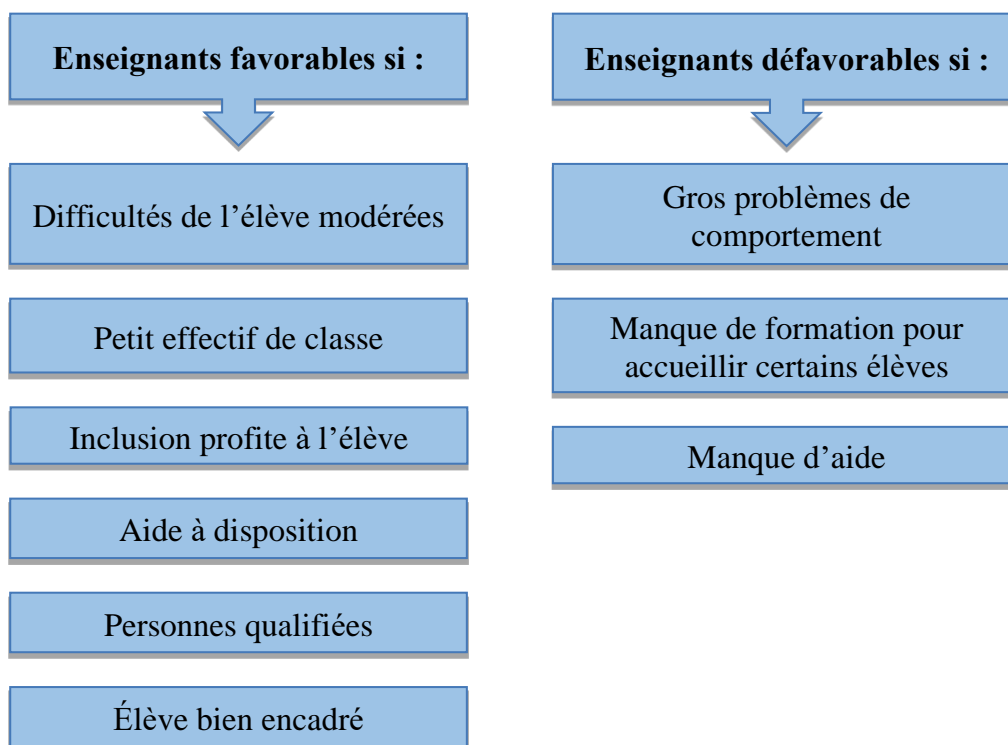 Enseignants favorables si :
Difficultés de l’élève modérées
Petit effectif de classe
Inclusion profite à l’élève
Aide à disposition
Personnes qualifiées
Élève bien encadré
Enseignants défavorables si :
Gros problèmes de
comportement
Manque de formation pour
accueillir certains élèves
Manque d’aide